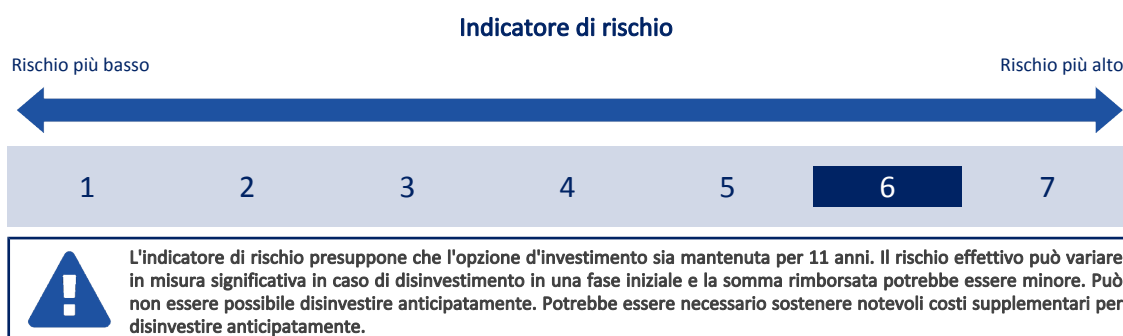 Indicatore di rischio
Rischio più basso
Rischio più alto
1 2 3 4 5 6 7
L'indicatore di rischio presuppone che l'opzione d'investimento sia mantenuta per 11 anni. Il rischio effettivo può variare
in misura significativa in caso di disinvestimento in una fase iniziale e la somma rimborsata potrebbe essere minore. Può
non essere possibile disinvestire anticipatamente. Potrebbe essere necessario sostenere notevoli costi supplementari per
disinvestire anticipatamente.